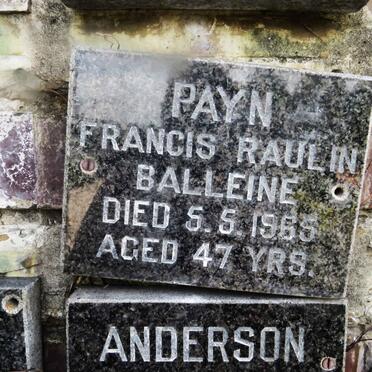 PAYN
FRANCIS RAULIN
BALLEINE
DIED 5.5.1965
AGED 47 YRS.
ANDERSON